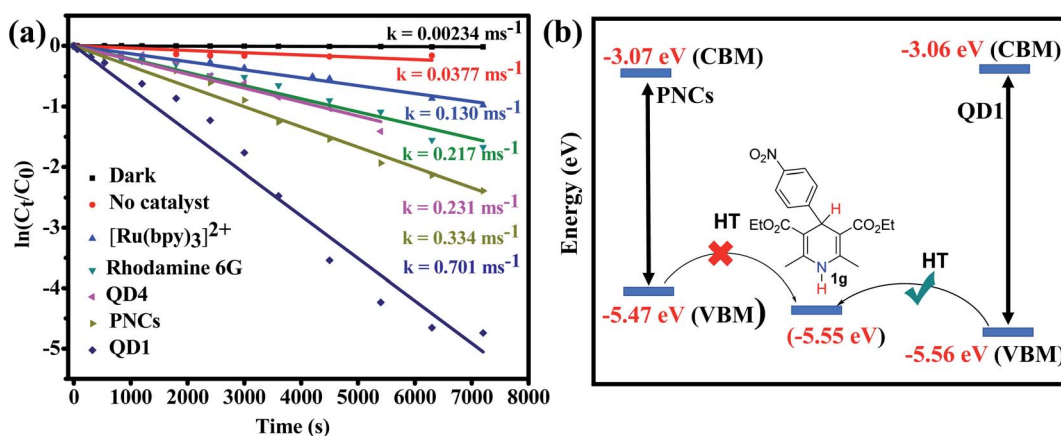 (a)
k = 0.00234 ms⁻¹
k = 0.0377 ms⁻¹
k = 0.130 ms⁻¹
k = 0.217 ms⁻¹
k = 0.231 ms⁻¹
k = 0.334 ms⁻¹
k = 0.701 ms⁻¹
Dark
No catalyst
[Ru(bpy)₃]²⁺
Rhodamine 6G
QD4
PNCs
QD1
ln(Cₜ/C0)
0
-1
-2
-3
-4
-5
0 1000 2000 3000 4000 5000 6000 7000 8000
Time (s)
(b)
Energy (eV)
-3.07 eV (CBM)
PNCs
-3.06 eV (CBM)
QD1
O₂N
H
EtO₂C
CO₂Et
N
H
1g
HT
HT
-5.47 eV (VBM)
(-5.55 eV)
-5.56 eV (VBM)